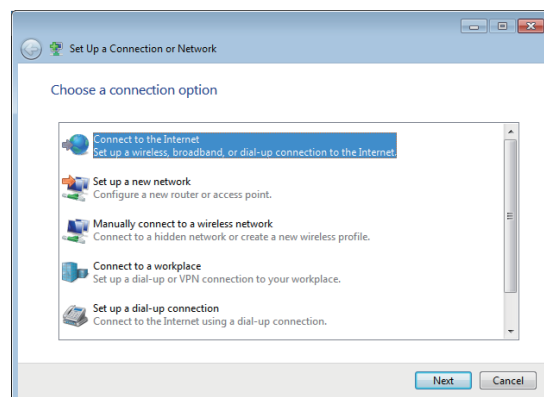 Set Up a Connection or Network
Choose a connection option
Connect to the Internet
Set up a wireless, broadband, or dial-up connection to the Internet.
Set up a new network
Configure a new router or access point.
Manually connect to a wireless network
Connect to a hidden network or create a new wireless profile.
Connect to a workplace
Set up a dial-up or VPN connection to your workplace.
Set up a dial-up connection
Connect to the Internet using a dial-up connection.
Next Cancel